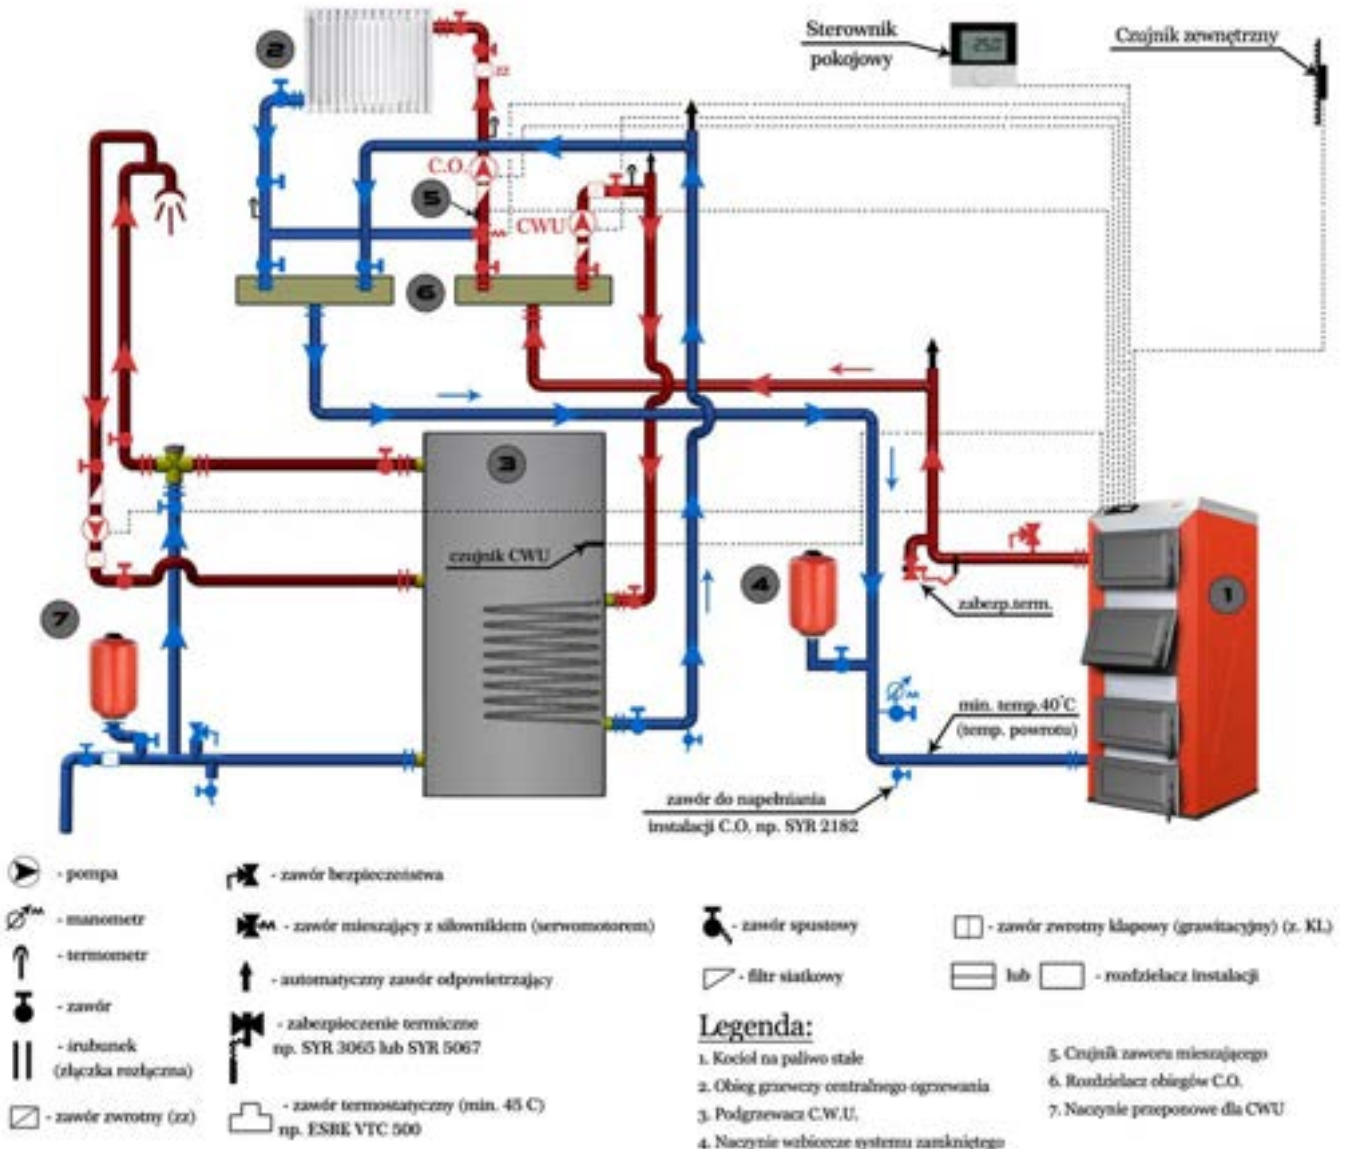 Sterownik
pokojowy
25.0
Czujnik zewnętrzny
2
zz
C.O.
5
CWU
6
3
czujnik CWU
4
1
zabezp.term.
7
min. temp.40°C
(temp. powrotu)
zawór do napełniania
instalacji C.O. np. SYR 2182
- pompa
- manometr
- termometr
- zawór
- śrubunek
(złączka rozłączna)
- zawór zwrotny (zz)
- zawór bezpieczeństwa
- zawór mieszający z siłownikiem (serwomotorem)
- automatyczny zawór odpowietrzający
- zabezpieczenie termiczne
np. SYR 3065 lub SYR 5067
- zawór termostatyczny (min. 45 C)
np. ESBE VTC 500
- zawór spustowy
- filtr siatkowy
- zawór zwrotny klapowy (grawitacyjny) (z. KL)
lub
- rozdzielacz instalacji
Legenda:
1. Kocioł na paliwo stałe
2. Obieg grzewczy centralnego ogrzewania
3. Podgrzewacz C.W.U.
4. Naczynie wzbiorcze systemu zamkniętego
5. Czujnik zaworu mieszającego
6. Rozdzielacz obiegów C.O.
7. Naczynie przeponowe dla CWU